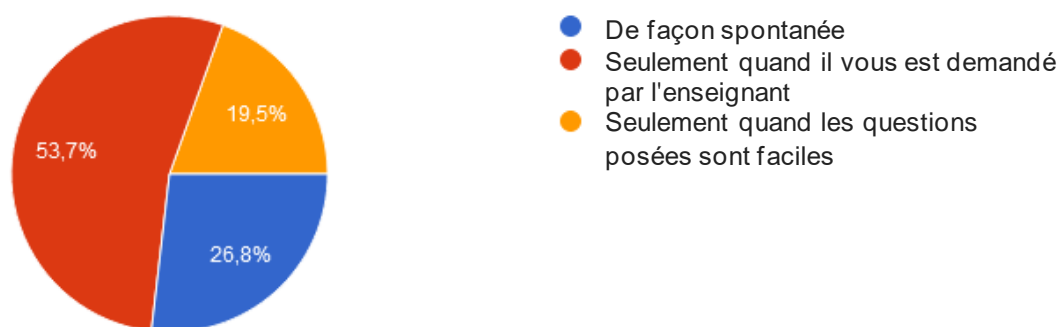 De façon spontanée
Seulement quand il vous est demandé
par l'enseignant
Seulement quand les questions
posées sont faciles
19,5%
53,7%
26,8%